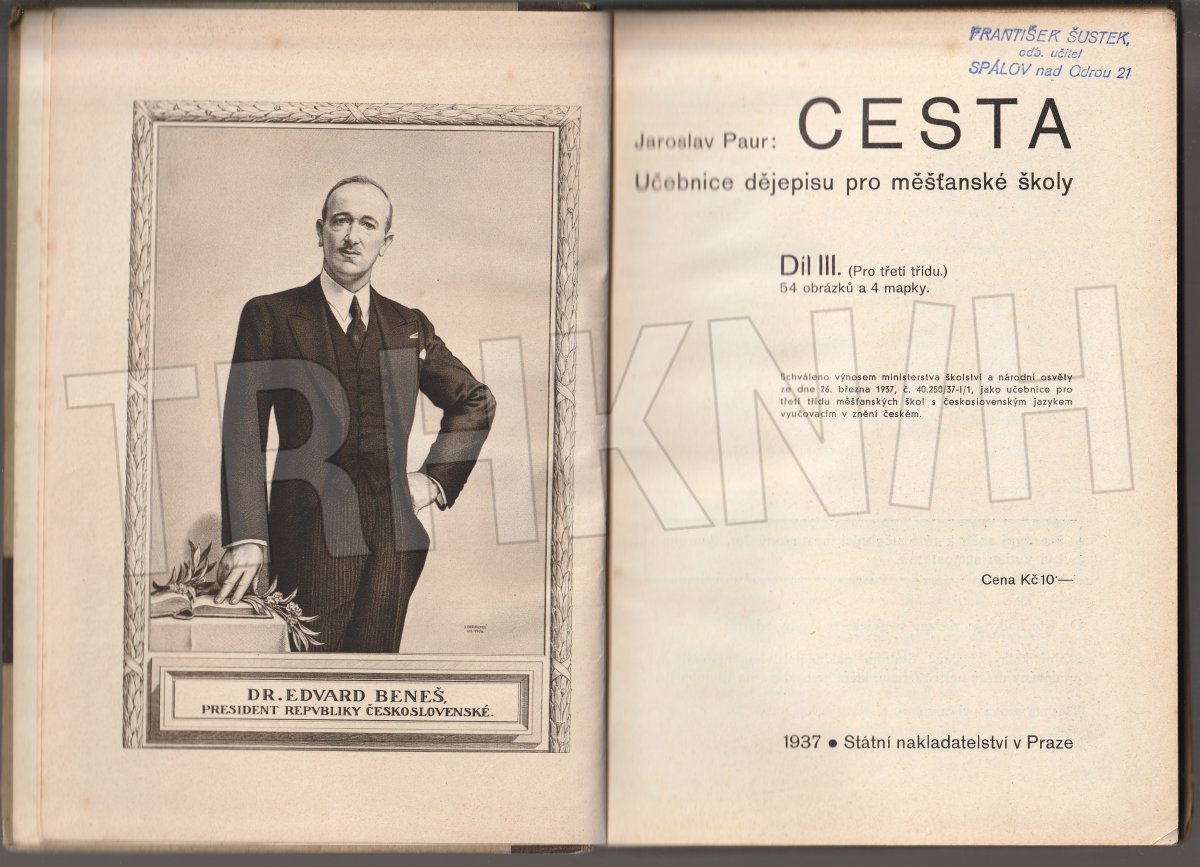 DR. EDVARD BENEŠ,
PRESIDENT REPVBLIKY ČESKOSLOVENSKÉ.
FRANTIŠEK ŠUSTEK,
odb. učitel
SPÁLOV nad Odrou 21
Jaroslav Paur: CESTA
Učebnice dějepisu pro měšťanské školy
Díl III. (Pro třetí třídu.)
54 obrázků a 4 mapky.
Schváleno výnosem ministerstva školství a národní osvěty
ze dne 26. března 1937, č. 40.250/37-I/1, jako učebnice pro
třetí třídu měšťanských škol s československým jazykem
vyučovacím v znění českém.
Cena Kč 10·—
1937 ● Státní nakladatelství v Praze
TRHKNIH